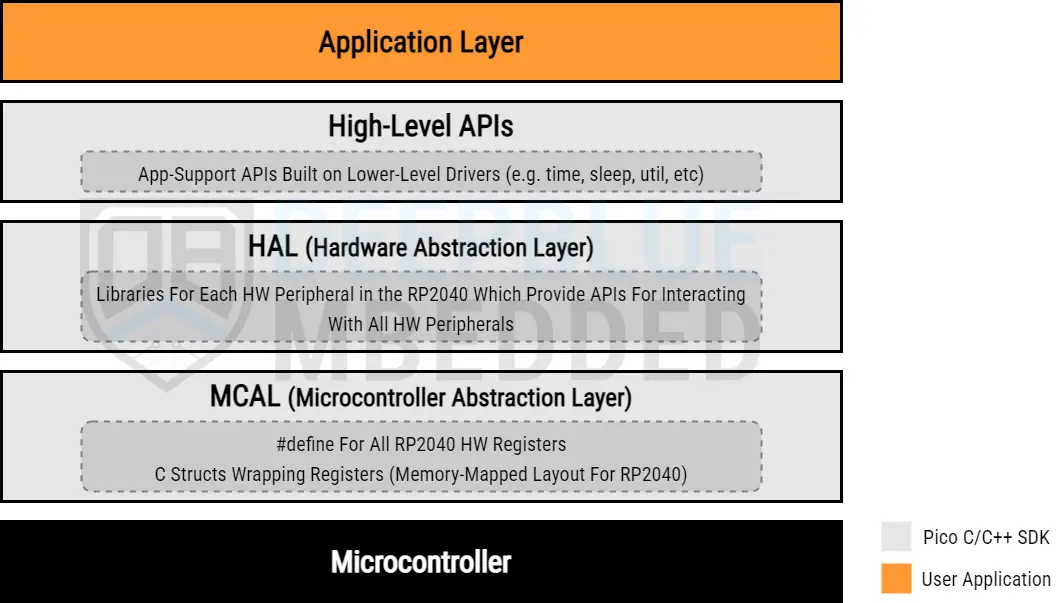 Application Layer
High-Level APIs
App-Support APIs Built on Lower-Level Drivers (e.g. time, sleep, util, etc)
DEEPBLUE
HAL (Hardware Abstraction Layer)
Libraries For Each HW Peripheral in the RP2040 Which Provide APIs For Interacting
With All HW Peripherals
MBEDDED
MCAL (Microcontroller Abstraction Layer)
#define For All RP2040 HW Registers
C Structs Wrapping Registers (Memory-Mapped Layout For RP2040)
Microcontroller
Pico C/C++ SDK
User Application